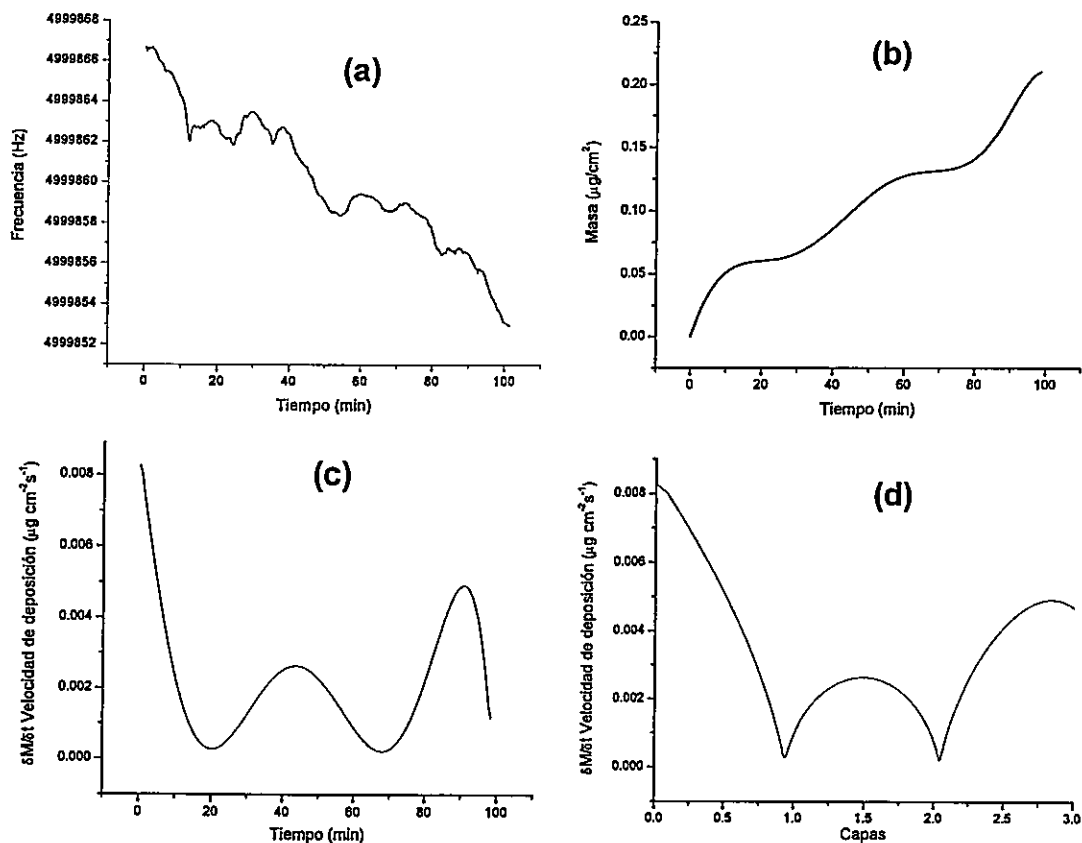 (a)
Frecuencia (Hz)
4999868
4999866
4999864
4999862
4999860
4999858
4999856
4999854
4999852
0 20 40 60 80 100
Tiempo (min)
(b)
Masa (µg/cm²)
0.25
0.20
0.15
0.10
0.05
0.00
0 20 40 60 80 100
Tiempo (min)
(c)
δM/δt Velocidad de deposición (µg cm⁻²s⁻¹)
0.008
0.006
0.004
0.002
0.000
0 20 40 60 80 100
Tiempo (min)
(d)
δM/δt Velocidad de deposición (µg cm⁻²s⁻¹)
0.008
0.006
0.004
0.002
0.000
0.0 0.5 1.0 1.5 2.0 2.5 3.0
Capas